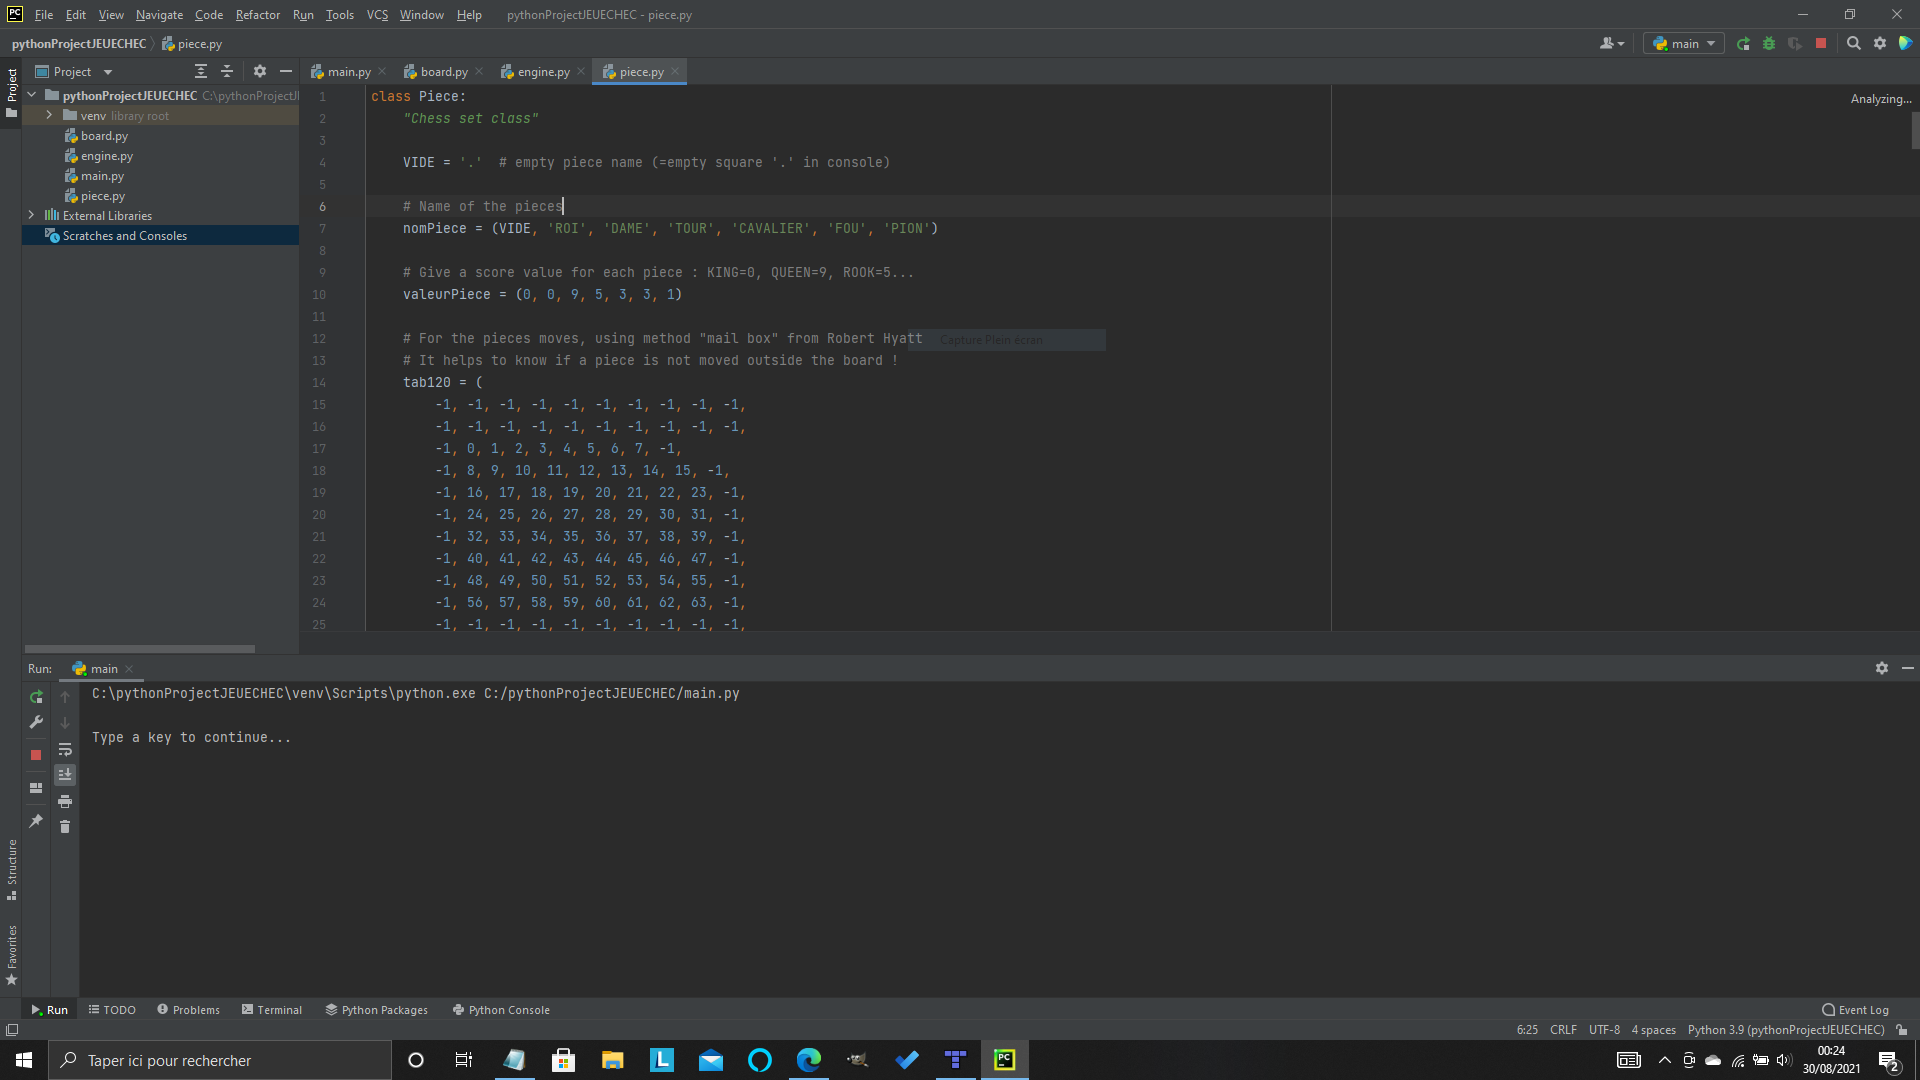 File Edit View Navigate Code Refactor Run Tools VCS Window Help pythonProjectJEUECHEC - piece.py
pythonProjectJEUECHEC piece.py main
Project main.py board.py engine.py piece.py
Project
pythonProjectJEUECHEC C:\pythonProjectJ
venv library root
board.py
engine.py
main.py
piece.py
External Libraries
Scratches and Consoles
Analyzing...
1 class Piece:
2 "Chess set class"
3
4 VIDE = '.' # empty piece name (=empty square '.' in console)
5
6 # Name of the pieces
7 nomPiece = (VIDE, 'ROI', 'DAME', 'TOUR', 'CAVALIER', 'FOU', 'PION')
8
9 # Give a score value for each piece : KING=0, QUEEN=9, ROOK=5...
10 valeurPiece = (0, 0, 9, 5, 3, 3, 1)
11
12 # For the pieces moves, using method "mail box" from Robert Hyatt
Capture Plein écran
13 # It helps to know if a piece is not moved outside the board !
14 tab120 = (
15 -1, -1, -1, -1, -1, -1, -1, -1, -1, -1,
16 -1, -1, -1, -1, -1, -1, -1, -1, -1, -1,
17 -1, 0, 1, 2, 3, 4, 5, 6, 7, -1,
18 -1, 8, 9, 10, 11, 12, 13, 14, 15, -1,
19 -1, 16, 17, 18, 19, 20, 21, 22, 23, -1,
20 -1, 24, 25, 26, 27, 28, 29, 30, 31, -1,
21 -1, 32, 33, 34, 35, 36, 37, 38, 39, -1,
22 -1, 40, 41, 42, 43, 44, 45, 46, 47, -1,
23 -1, 48, 49, 50, 51, 52, 53, 54, 55, -1,
24 -1, 56, 57, 58, 59, 60, 61, 62, 63, -1,
25 -1, -1, -1, -1, -1, -1, -1, -1, -1, -1,
Run: main
C:\pythonProjectJEUECHEC\venv\Scripts\python.exe C:/pythonProjectJEUECHEC/main.py
Type a key to continue...
Structure
Favorites
Run TODO Problems Terminal Python Packages Python Console Event Log
6:25 CRLF UTF-8 4 spaces Python 3.9 (pythonProjectJEUECHEC)
Taper ici pour rechercher
00:24
30/08/2021
2